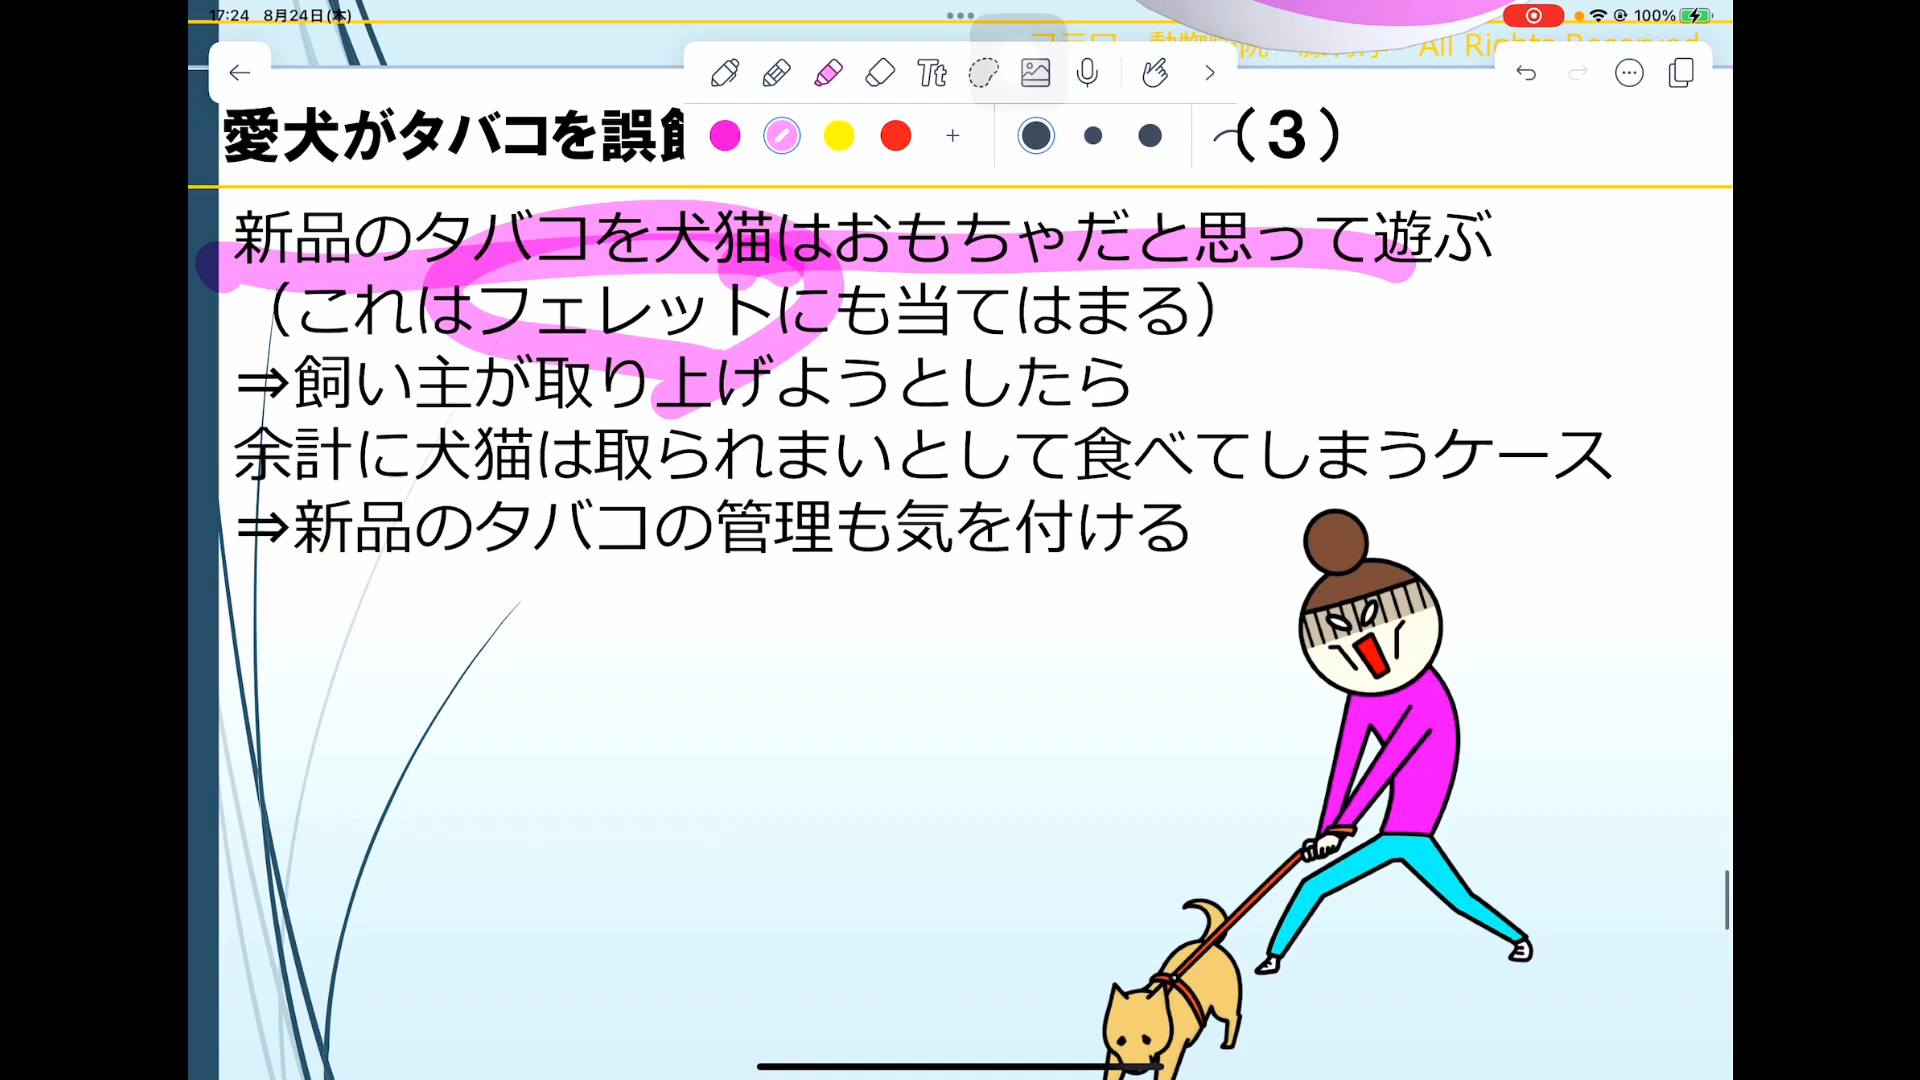 17:24 8月24日(木)
100%
All Rights Reserved
Tt
愛犬がタバコを誤飲
(3)
新品のタバコを犬猫はおもちゃだと思って遊ぶ
(これはフェレットにも当てはまる)
⇒飼い主が取り上げようとしたら
余計に犬猫は取られまいとして食べてしまうケース
⇒新品のタバコの管理も気を付ける